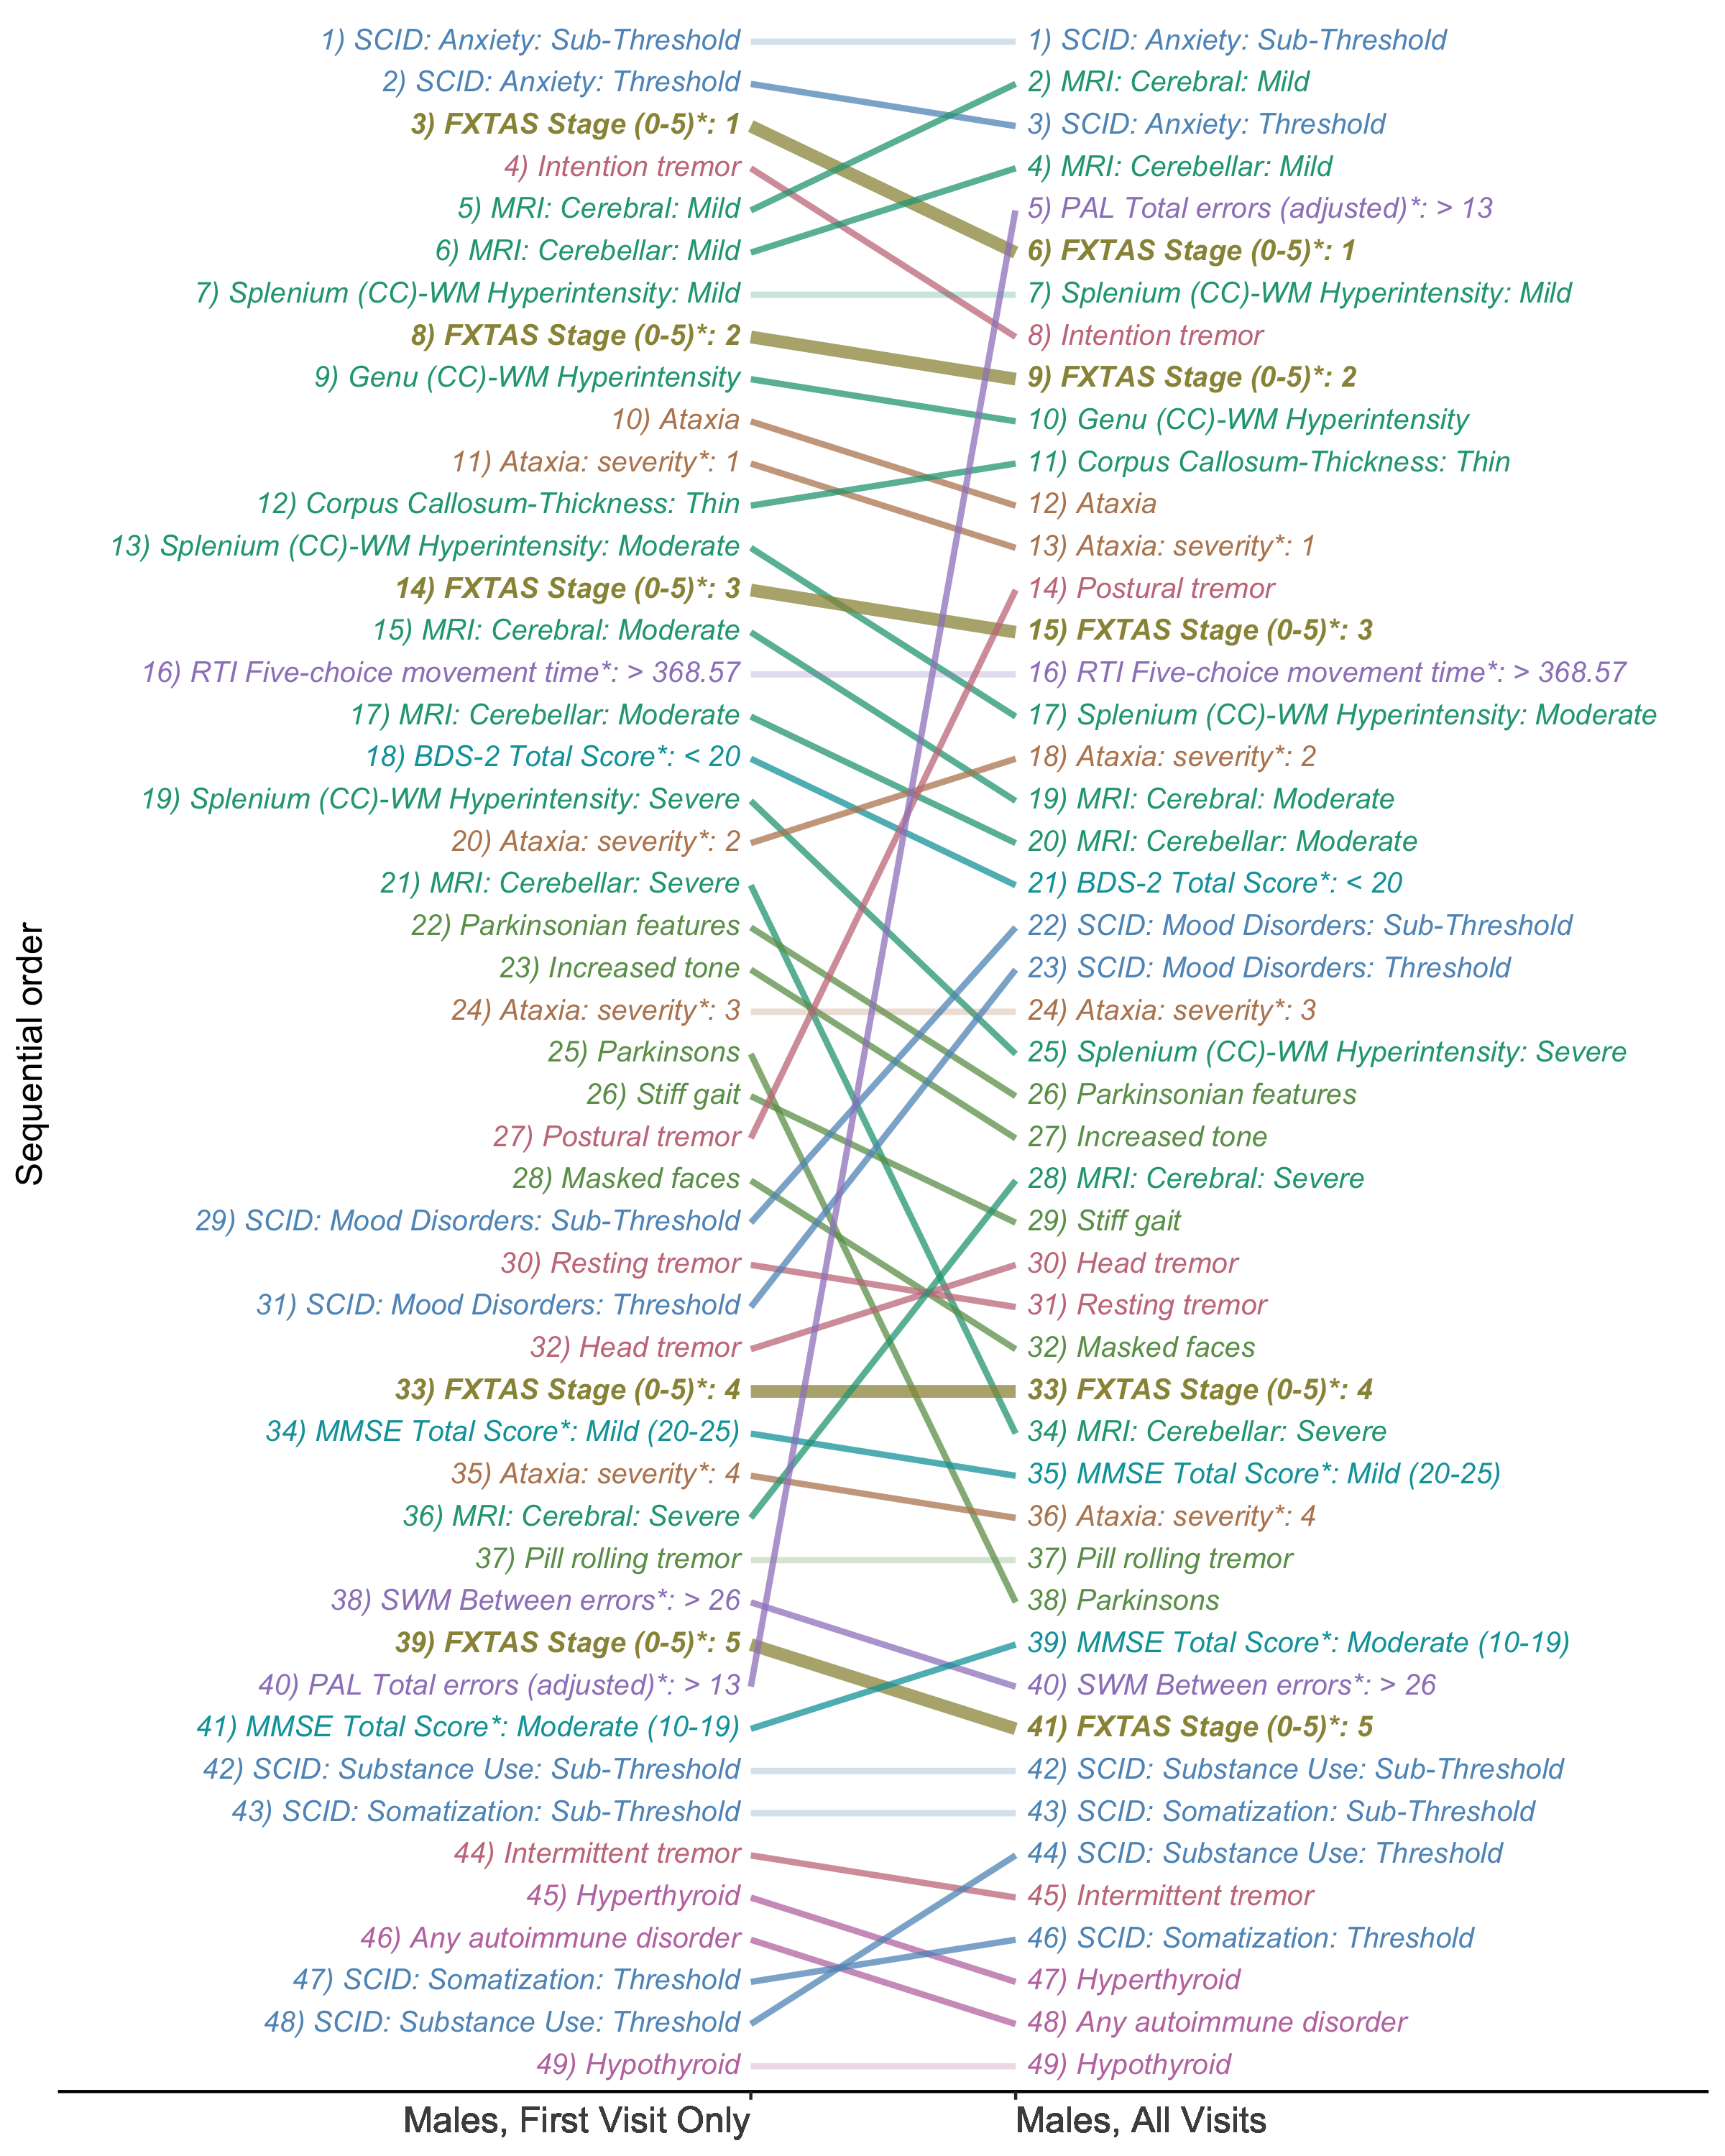 Sequential order
1) SCID: Anxiety: Sub-Threshold
2) SCID: Anxiety: Threshold
3) FXTAS Stage (0-5)*: 1
4) Intention tremor
5) MRI: Cerebral: Mild
6) MRI: Cerebellar: Mild
7) Splenium (CC)-WM Hyperintensity: Mild
8) FXTAS Stage (0-5)*: 2
9) Genu (CC)-WM Hyperintensity
10) Ataxia
11) Ataxia: severity*: 1
12) Corpus Callosum-Thickness: Thin
13) Splenium (CC)-WM Hyperintensity: Moderate
14) FXTAS Stage (0-5)*: 3
15) MRI: Cerebral: Moderate
16) RTI Five-choice movement time*: > 368.57
17) MRI: Cerebellar: Moderate
18) BDS-2 Total Score*: < 20
19) Splenium (CC)-WM Hyperintensity: Severe
20) Ataxia: severity*: 2
21) MRI: Cerebellar: Severe
22) Parkinsonian features
23) Increased tone
24) Ataxia: severity*: 3
25) Parkinsons
26) Stiff gait
27) Postural tremor
28) Masked faces
29) SCID: Mood Disorders: Sub-Threshold
30) Resting tremor
31) SCID: Mood Disorders: Threshold
32) Head tremor
33) FXTAS Stage (0-5)*: 4
34) MMSE Total Score*: Mild (20-25)
35) Ataxia: severity*: 4
36) MRI: Cerebral: Severe
37) Pill rolling tremor
38) SWM Between errors*: > 26
39) FXTAS Stage (0-5)*: 5
40) PAL Total errors (adjusted)*: > 13
41) MMSE Total Score*: Moderate (10-19)
42) SCID: Substance Use: Sub-Threshold
43) SCID: Somatization: Sub-Threshold
44) Intermittent tremor
45) Hyperthyroid
46) Any autoimmune disorder
47) SCID: Somatization: Threshold
48) SCID: Substance Use: Threshold
49) Hypothyroid
Males, First Visit Only
1) SCID: Anxiety: Sub-Threshold
2) MRI: Cerebral: Mild
3) SCID: Anxiety: Threshold
4) MRI: Cerebellar: Mild
5) PAL Total errors (adjusted)*: > 13
6) FXTAS Stage (0-5)*: 1
7) Splenium (CC)-WM Hyperintensity: Mild
8) Intention tremor
9) FXTAS Stage (0-5)*: 2
10) Genu (CC)-WM Hyperintensity
11) Corpus Callosum-Thickness: Thin
12) Ataxia
13) Ataxia: severity*: 1
14) Postural tremor
15) FXTAS Stage (0-5)*: 3
16) RTI Five-choice movement time*: > 368.57
17) Splenium (CC)-WM Hyperintensity: Moderate
18) Ataxia: severity*: 2
19) MRI: Cerebral: Moderate
20) MRI: Cerebellar: Moderate
21) BDS-2 Total Score*: < 20
22) SCID: Mood Disorders: Sub-Threshold
23) SCID: Mood Disorders: Threshold
24) Ataxia: severity*: 3
25) Splenium (CC)-WM Hyperintensity: Severe
26) Parkinsonian features
27) Increased tone
28) MRI: Cerebral: Severe
29) Stiff gait
30) Head tremor
31) Resting tremor
32) Masked faces
33) FXTAS Stage (0-5)*: 4
34) MRI: Cerebellar: Severe
35) MMSE Total Score*: Mild (20-25)
36) Ataxia: severity*: 4
37) Pill rolling tremor
38) Parkinsons
39) MMSE Total Score*: Moderate (10-19)
40) SWM Between errors*: > 26
41) FXTAS Stage (0-5)*: 5
42) SCID: Substance Use: Sub-Threshold
43) SCID: Somatization: Sub-Threshold
44) SCID: Substance Use: Threshold
45) Intermittent tremor
46) SCID: Somatization: Threshold
47) Hyperthyroid
48) Any autoimmune disorder
49) Hypothyroid
Males, All Visits